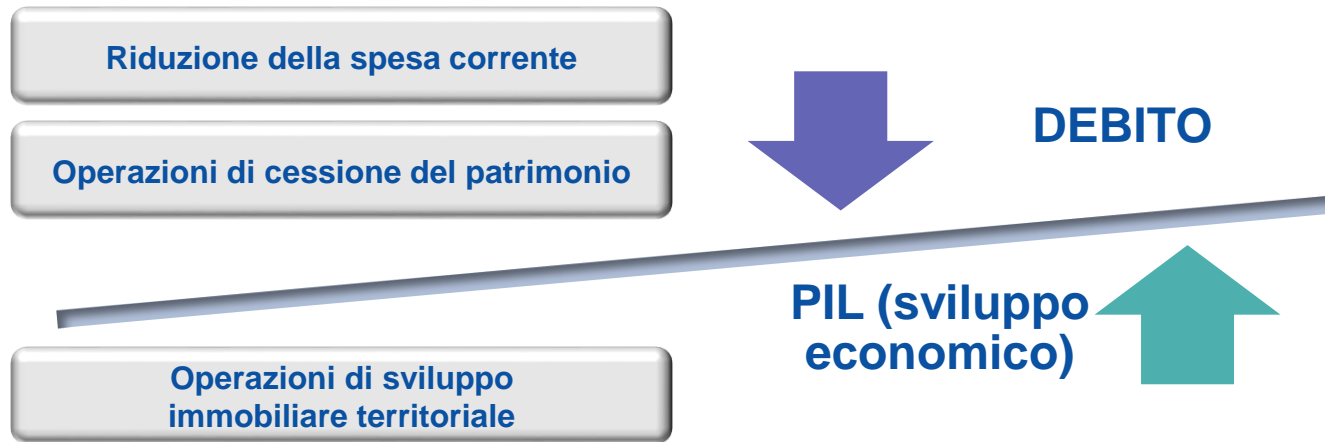 Riduzione della spesa corrente
Operazioni di cessione del patrimonio
DEBITO
PIL (sviluppo
economico)
Operazioni di sviluppo
immobiliare territoriale